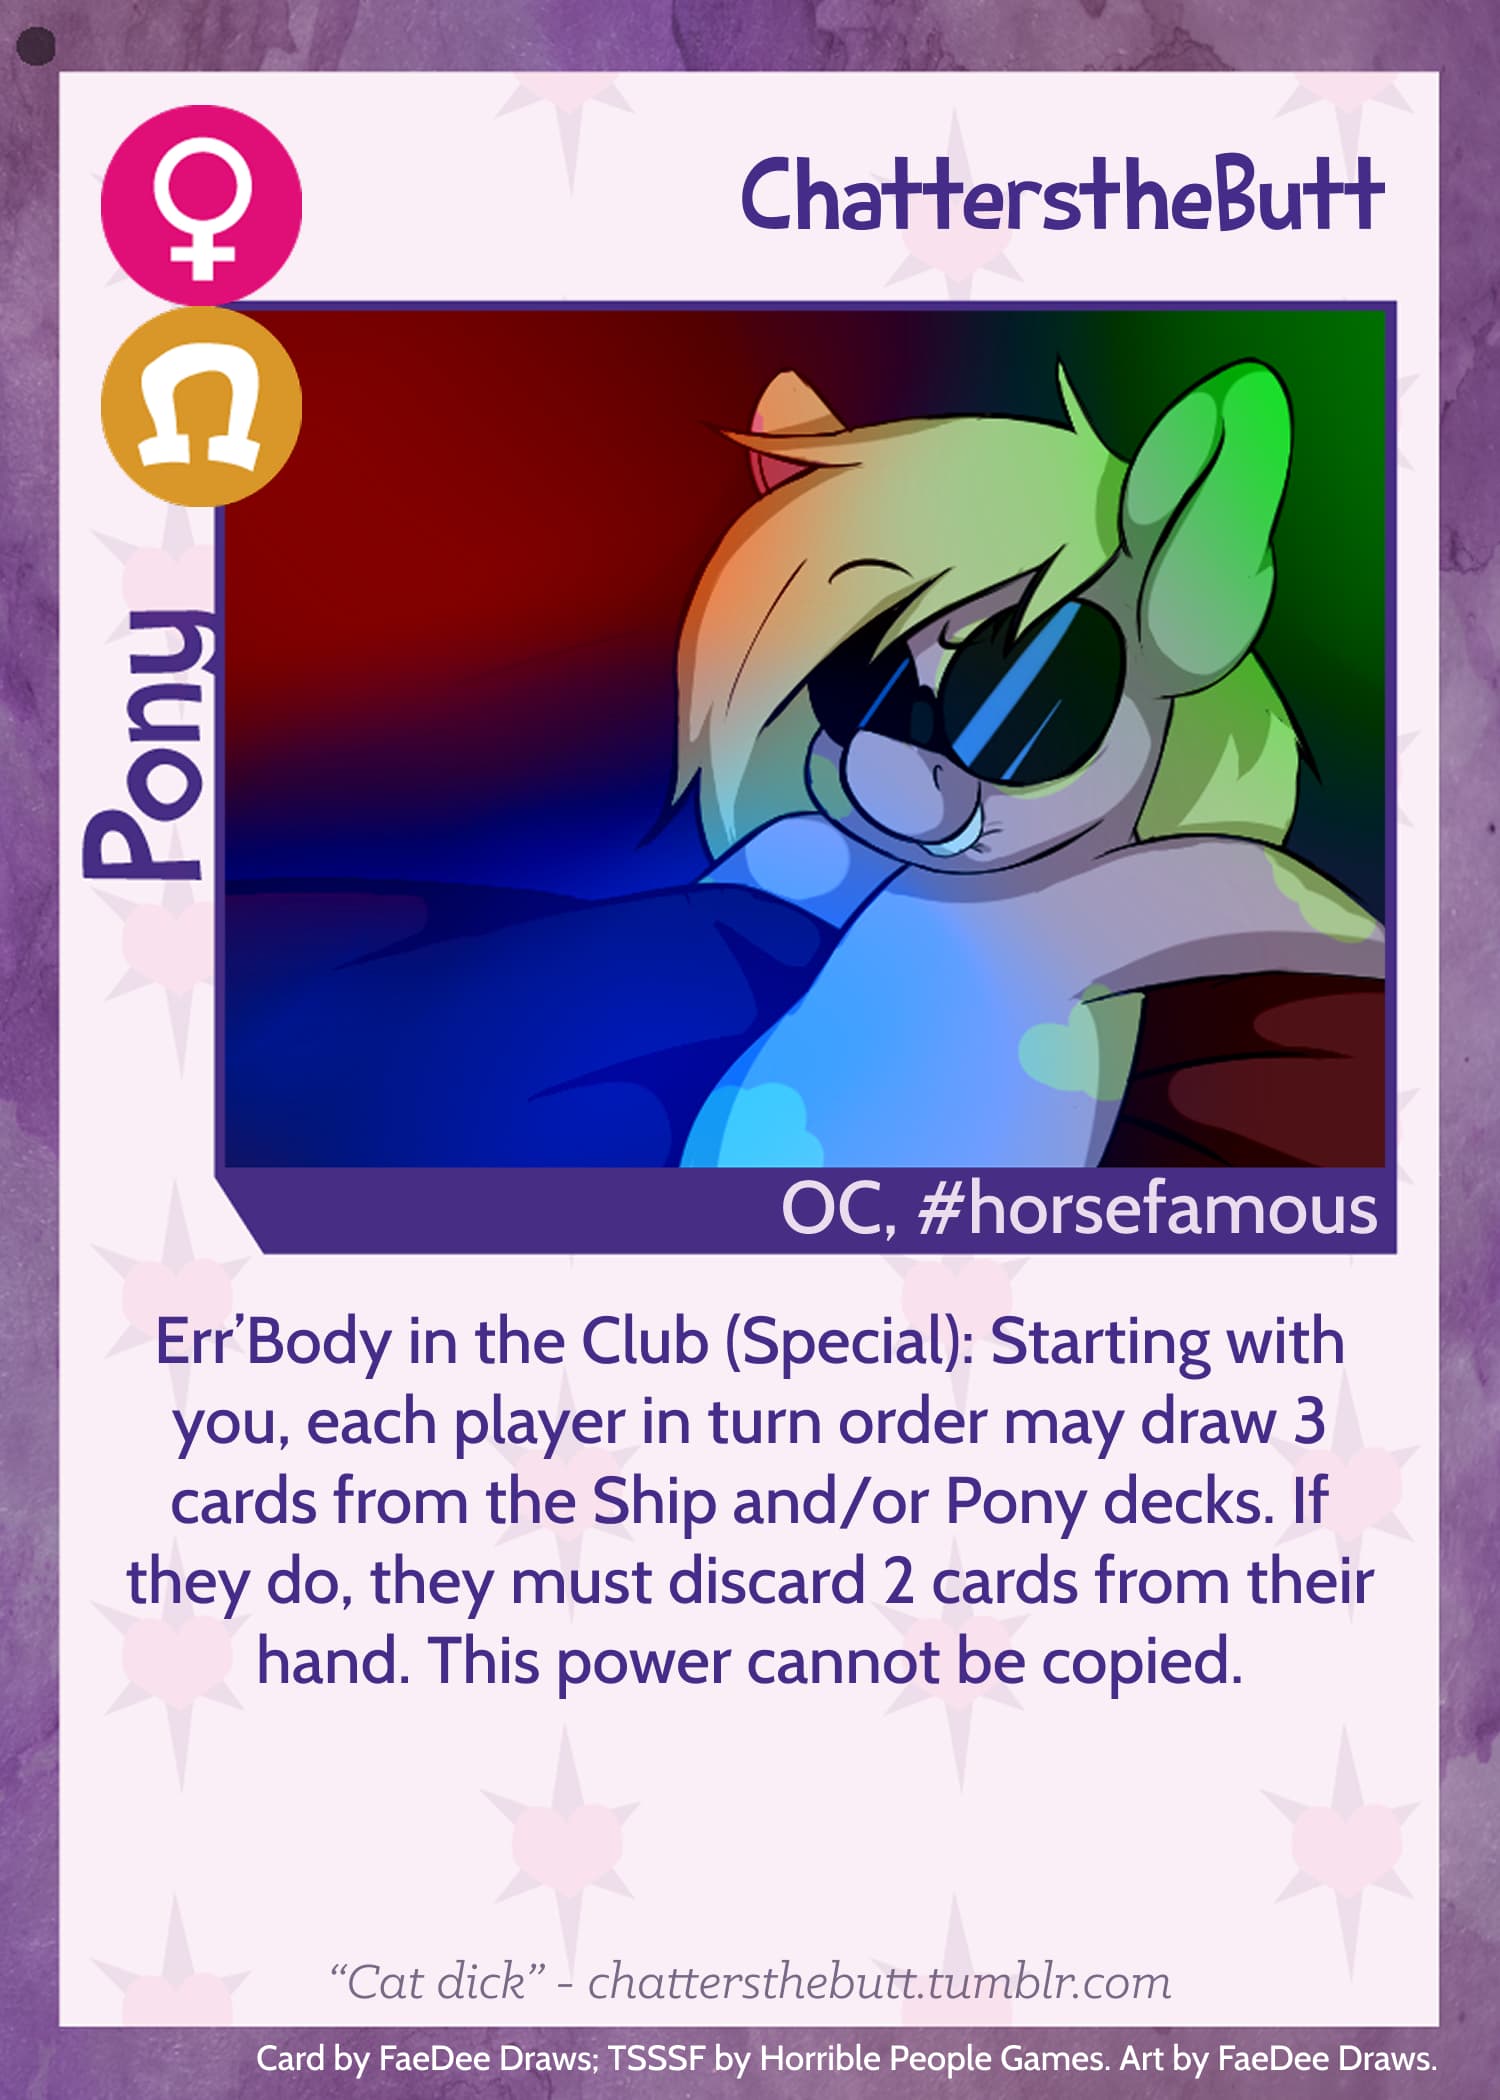 ChatterstheButt
Pony
OC, #horsefamous
Err’Body in the Club (Special): Starting with
you, each player in turn order may draw 3
cards from the Ship and/or Pony decks. If
they do, they must discard 2 cards from their
hand. This power cannot be copied.
“Cat dick” - chattersthebutt.tumblr.com
Card by FaeDee Draws; TSSSF by Horrible People Games. Art by FaeDee Draws.